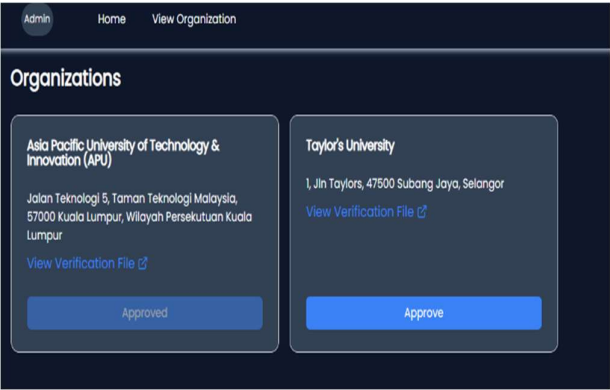 Admin Home View Organization
Organizations
Asia Pacific University of Technology &
Innovation (APU)
Jalan Teknologi 5, Taman Teknologi Malaysia,
57000 Kuala Lumpur, Wilayah Persekutuan Kuala
Lumpur
View Verification File
Approved
Taylor's University
1, Jln Taylors, 47500 Subang Jaya, Selangor
View Verification File
Approve